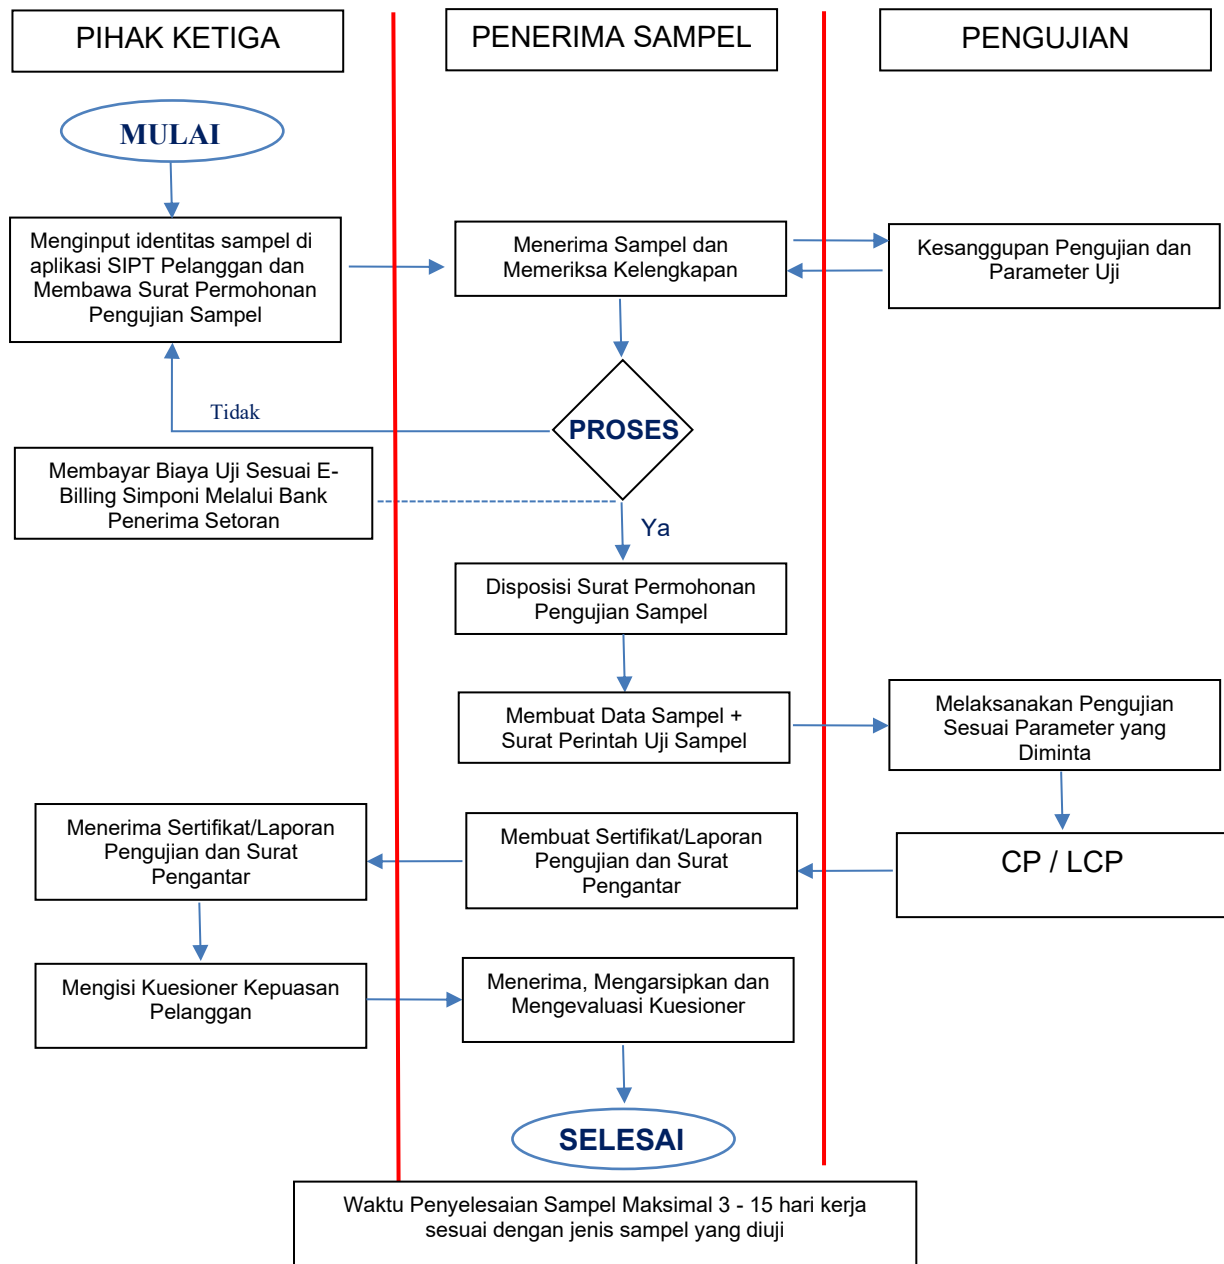 PIHAK KETIGA
PENERIMA SAMPEL
PENGUJIAN
MULAI
Menginput identitas sampel di
aplikasi SIPT Pelanggan dan
Membawa Surat Permohonan
Pengujian Sampel
Menerima Sampel dan
Memeriksa Kelengkapan
Kesanggupan Pengujian dan
Parameter Uji
Tidak
PROSES
Membayar Biaya Uji Sesuai E-
Billing Simponi Melalui Bank
Penerima Setoran
Ya
Disposisi Surat Permohonan
Pengujian Sampel
Membuat Data Sampel +
Surat Perintah Uji Sampel
Melaksanakan Pengujian
Sesuai Parameter yang
Diminta
Menerima Sertifikat/Laporan
Pengujian dan Surat
Pengantar
Membuat Sertifikat/Laporan
Pengujian dan Surat
Pengantar
CP / LCP
Mengisi Kuesioner Kepuasan
Pelanggan
Menerima, Mengarsipkan dan
Mengevaluasi Kuesioner
SELESAI
Waktu Penyelesaian Sampel Maksimal 3 - 15 hari kerja
sesuai dengan jenis sampel yang diuji